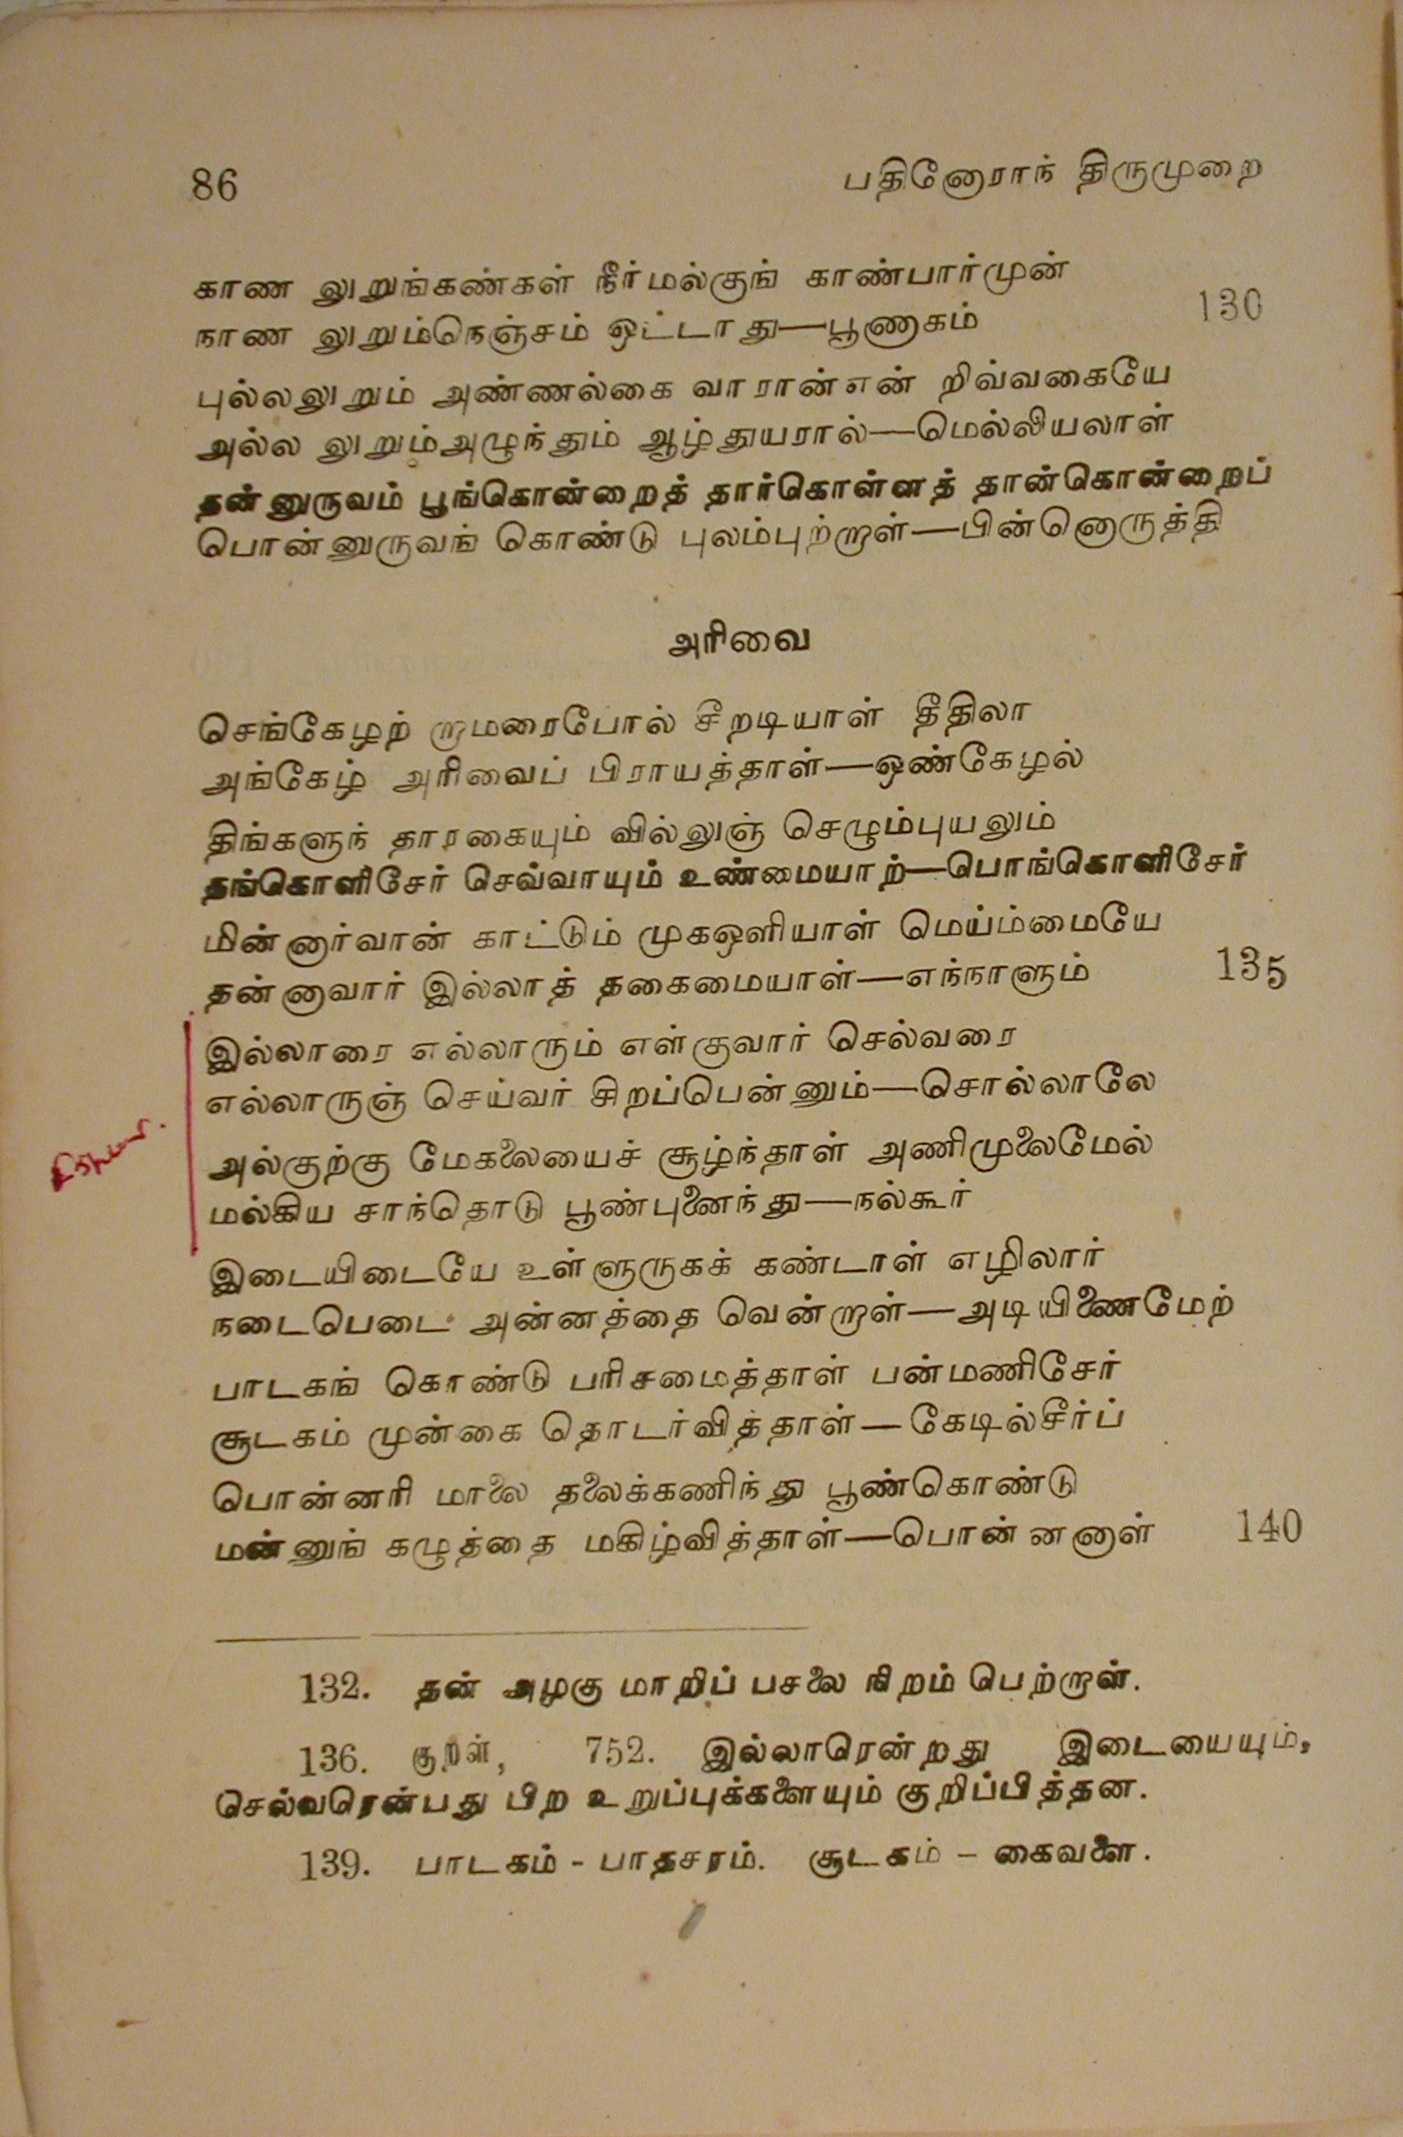 86 பதினோராந் திருமுறை
காண லுறுங்கண்கள் நீர்மல்குங் காண்பார்முன்
நாண லுறும்நெஞ்சம் ஒட்டாது—பூணாகம் 130
புல்லலுறும் அண்ணல்கை வாரான்என் றிவ்வகையே
அல்ல லுறும்அழுந்தும் ஆழ்துயரால்—மெல்லியலாள்
தன்னுருவம் பூங்கொன்றைத் தார்கொள்ளத் தான்கொன்றைப்
பொன்னுருவங் கொண்டு புலம்புற்றாள்—பின்னொருத்தி
அரிவை
செங்கேழற் றாமரைபோல் சீறடியாள் தீதிலா
அங்கேழ் அரிவைப் பிராயத்தாள்—ஒண்கேழல்
திங்களுந் தாரகையும் வில்லுஞ் செழும்புயலும்
தங்கொளிசேர் செவ்வாயும் உண்மையாற்—பொங்கொளிசேர்
மின்னார்வான் காட்டும் முகஒளியாள் மெய்ம்மையே
தன்னாவார் இல்லாத் தகைமையாள்—எந்நாளும் 135
இல்லாரை எல்லாரும் எள்குவார் செல்வரை
எல்லாருஞ் செய்வர் சிறப்பென்னும்—சொல்லாலே
அல்குற்கு மேகலையைச் சூழ்ந்தாள் அணிமுலைமேல்
மல்கிய சாந்தொடு பூண்புனைந்து—நல்கூர்
இடையிடையே உள்ளுருகக் கண்டாள் எழிலார்
நடைபெடை அன்னத்தை வென்றாள்—அடியிணைமேற்
பாடகங் கொண்டு பரிசமைத்தாள் பன்மணிசேர்
சூடகம் முன்கை தொடர்வித்தாள்—கேடில்சீர்ப்
பொன்னரி மாலை தலைக்கணிந்து பூண்கொண்டு
மன்னுங் கழுத்தை மகிழ்வித்தாள்—பொன்னனாள் 140
132. தன் அழகு மாறிப் பசலை நிறம் பெற்றாள்.
136. குறள், 752. இல்லாரென்றது இடையையும்,
செல்வரென்பது பிற உறுப்புக்களையும் குறிப்பித்தன.
139. பாடகம் - பாதசரம். சூடகம் - கைவளை.